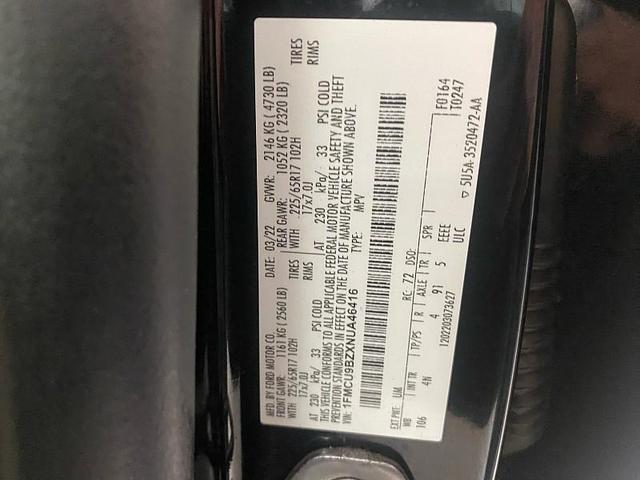 MFD. BY FORD MOTOR CO.
DATE: 03/22 GVWR: 2146 KG ( 4730 LB)
FRONT GAWR: 1161 KG ( 2560 LB) REAR GAWR: 1052 KG ( 2320 LB)
WITH 225/65R17 102H TIRES WITH 225/65R17 102H TIRES
17x7.0J RIMS 17x7.0J RIMS
AT 230 kPa/ 33 PSI COLD AT 230 kPa/ 33 PSI COLD
THIS VEHICLE CONFORMS TO ALL APPLICABLE FEDERAL MOTOR VEHICLE SAFETY AND THEFT
PREVENTION STANDARDS IN EFFECT ON THE DATE OF MANUFACTURE SHOWN ABOVE.
VIN: 1FMCU9BZXNUA46416 TYPE: MPV
EXT PNT: UM RC: 72 DSO: F0164
WB INT TR TP/PS R AXLE TR SPR T0247
106 4N 4 91 5 EEEE
1202203073627 ULC 5U5A-3520472-AA